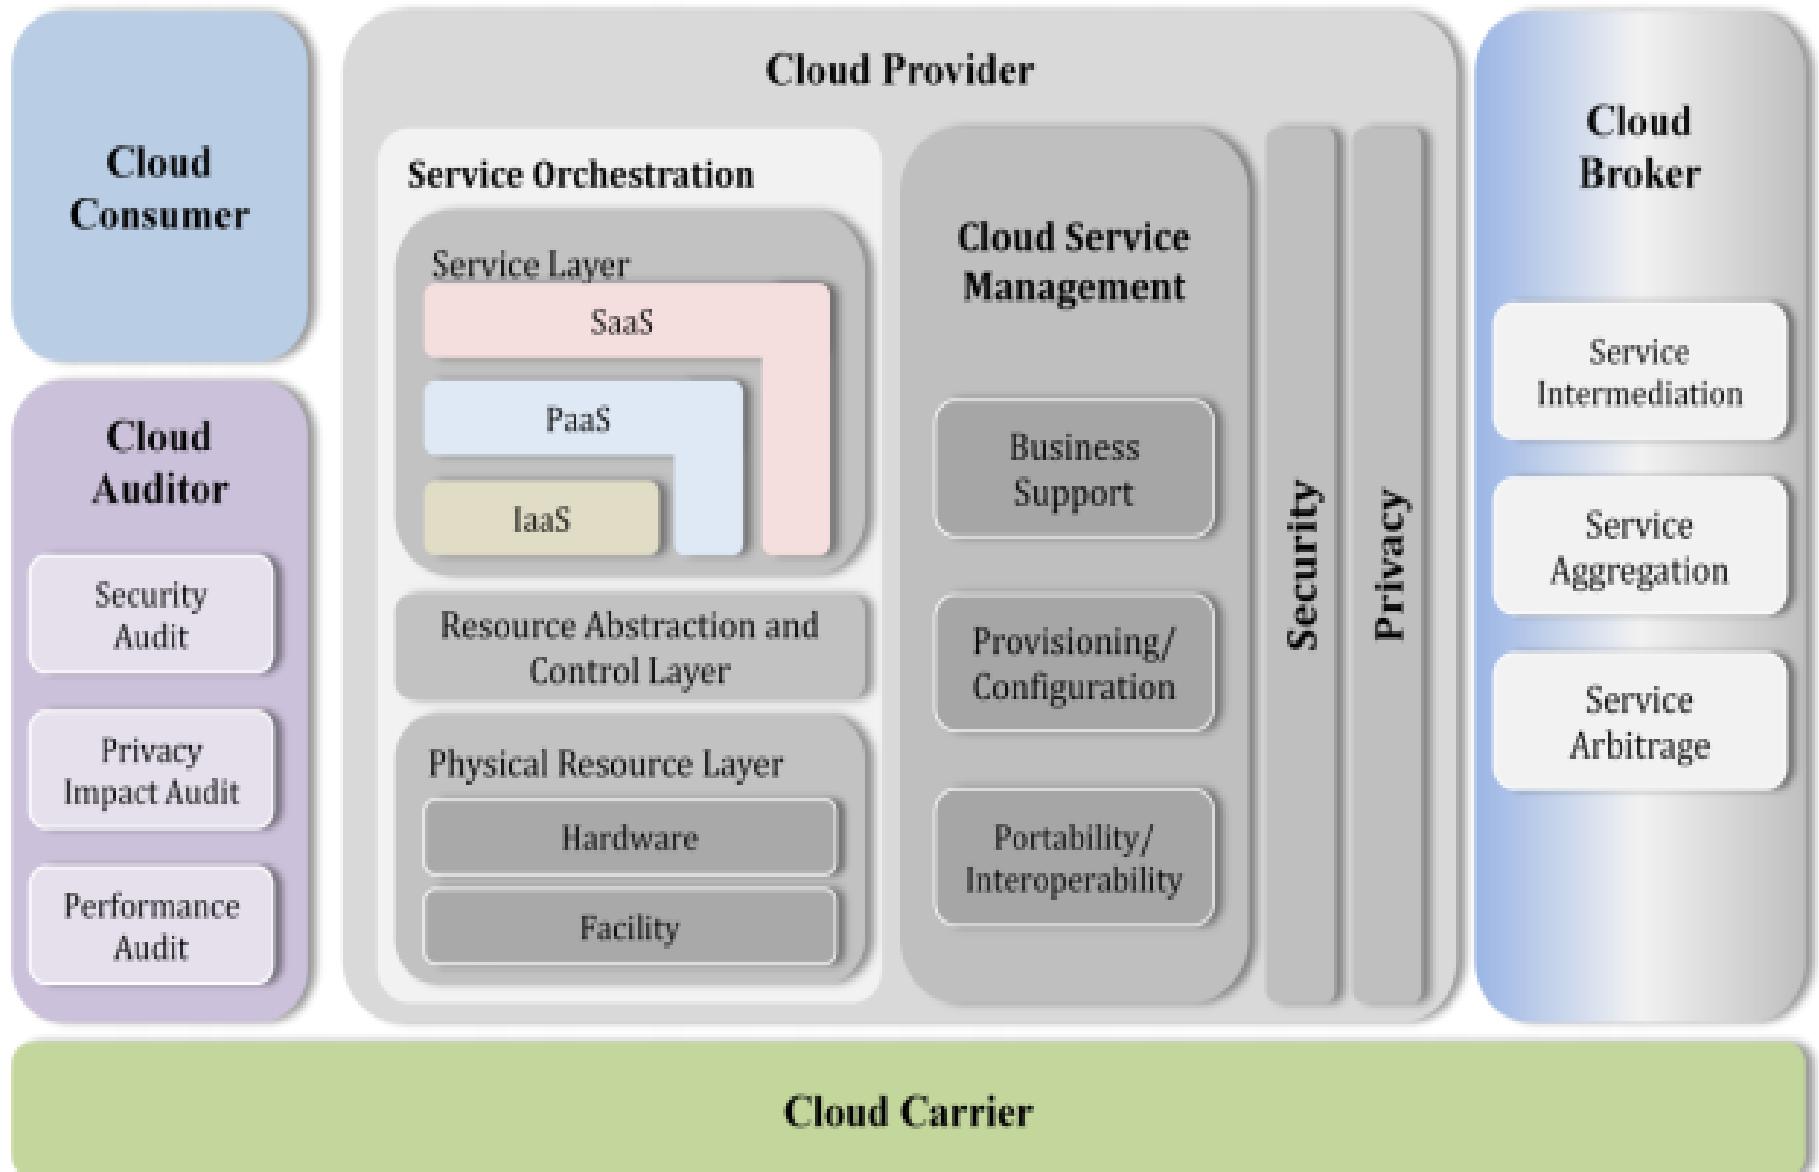 Cloud
Consumer
Cloud
Auditor
Security
Audit
Privacy
Impact Audit
Performance
Audit
Cloud Provider
Service Orchestration
Service Layer
SaaS
PaaS
IaaS
Resource Abstraction and
Control Layer
Physical Resource Layer
Hardware
Facility
Cloud Service
Management
Business
Support
Provisioning/
Configuration
Portability/
Interoperability
Security
Privacy
Cloud
Broker
Service
Intermediation
Service
Aggregation
Service
Arbitrage
Cloud Carrier